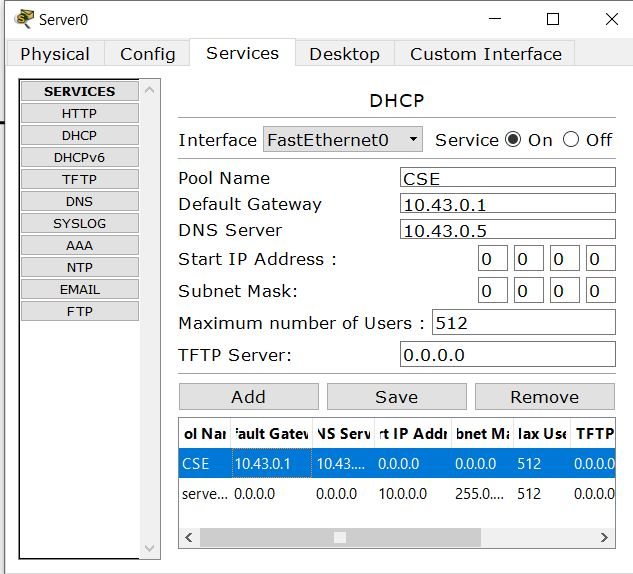 Server0
Physical Config Services Desktop Custom Interface
SERVICES
HTTP
DHCP
DHCPv6
TFTP
DNS
SYSLOG
AAA
NTP
EMAIL
FTP
DHCP
Interface FastEthernet0 Service On Off
Pool Name CSE
Default Gateway 10.43.0.1
DNS Server 10.43.0.5
Start IP Address : 0 0 0 0
Subnet Mask: 0 0 0 0
Maximum number of Users : 512
TFTP Server: 0.0.0.0
Add Save Remove
ol Nar fault Gatew NS Serv rt IP Addr bnet Ma lax Use TFTP
CSE 10.43.0.1 10.43.... 0.0.0.0 0.0.0.0 512 0.0.0.0
serve... 0.0.0.0 0.0.0.0 10.0.0.0 255.0.... 512 0.0.0.0